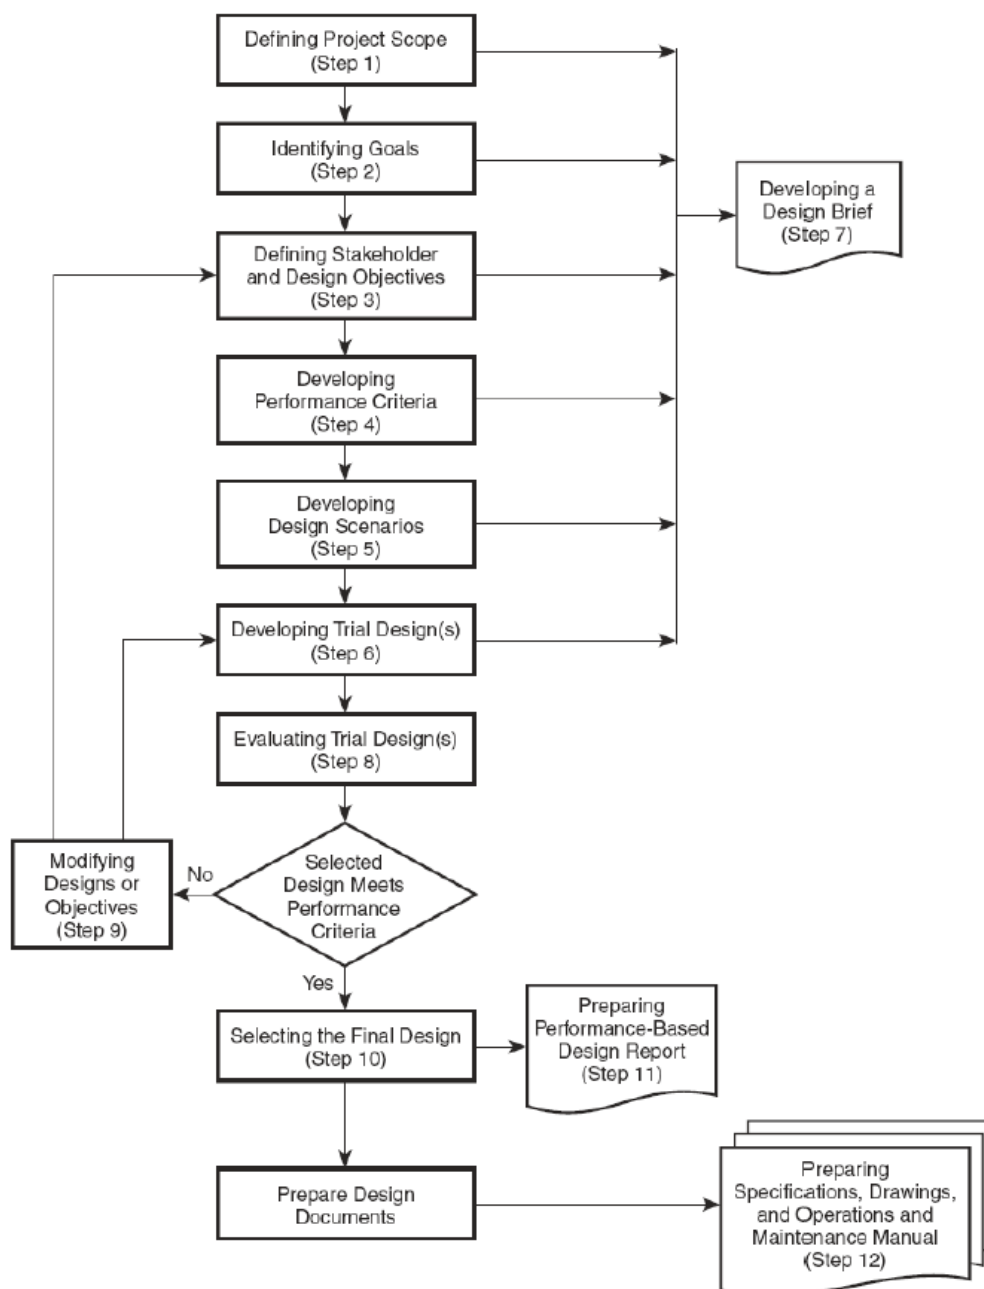 Defining Project Scope
(Step 1)
Identifying Goals
(Step 2)
Developing a
Design Brief
(Step 7)
Defining Stakeholder
and Design Objectives
(Step 3)
Developing
Performance Criteria
(Step 4)
Developing
Design Scenarios
(Step 5)
Developing Trial Design(s)
(Step 6)
Evaluating Trial Design(s)
(Step 8)
Modifying
Designs or
Objectives
(Step 9)
No
Selected
Design Meets
Performance
Criteria
Yes
Selecting the Final Design
(Step 10)
Preparing
Performance-Based
Design Report
(Step 11)
Prepare Design
Documents
Preparing
Specifications, Drawings,
and Operations and
Maintenance Manual
(Step 12)